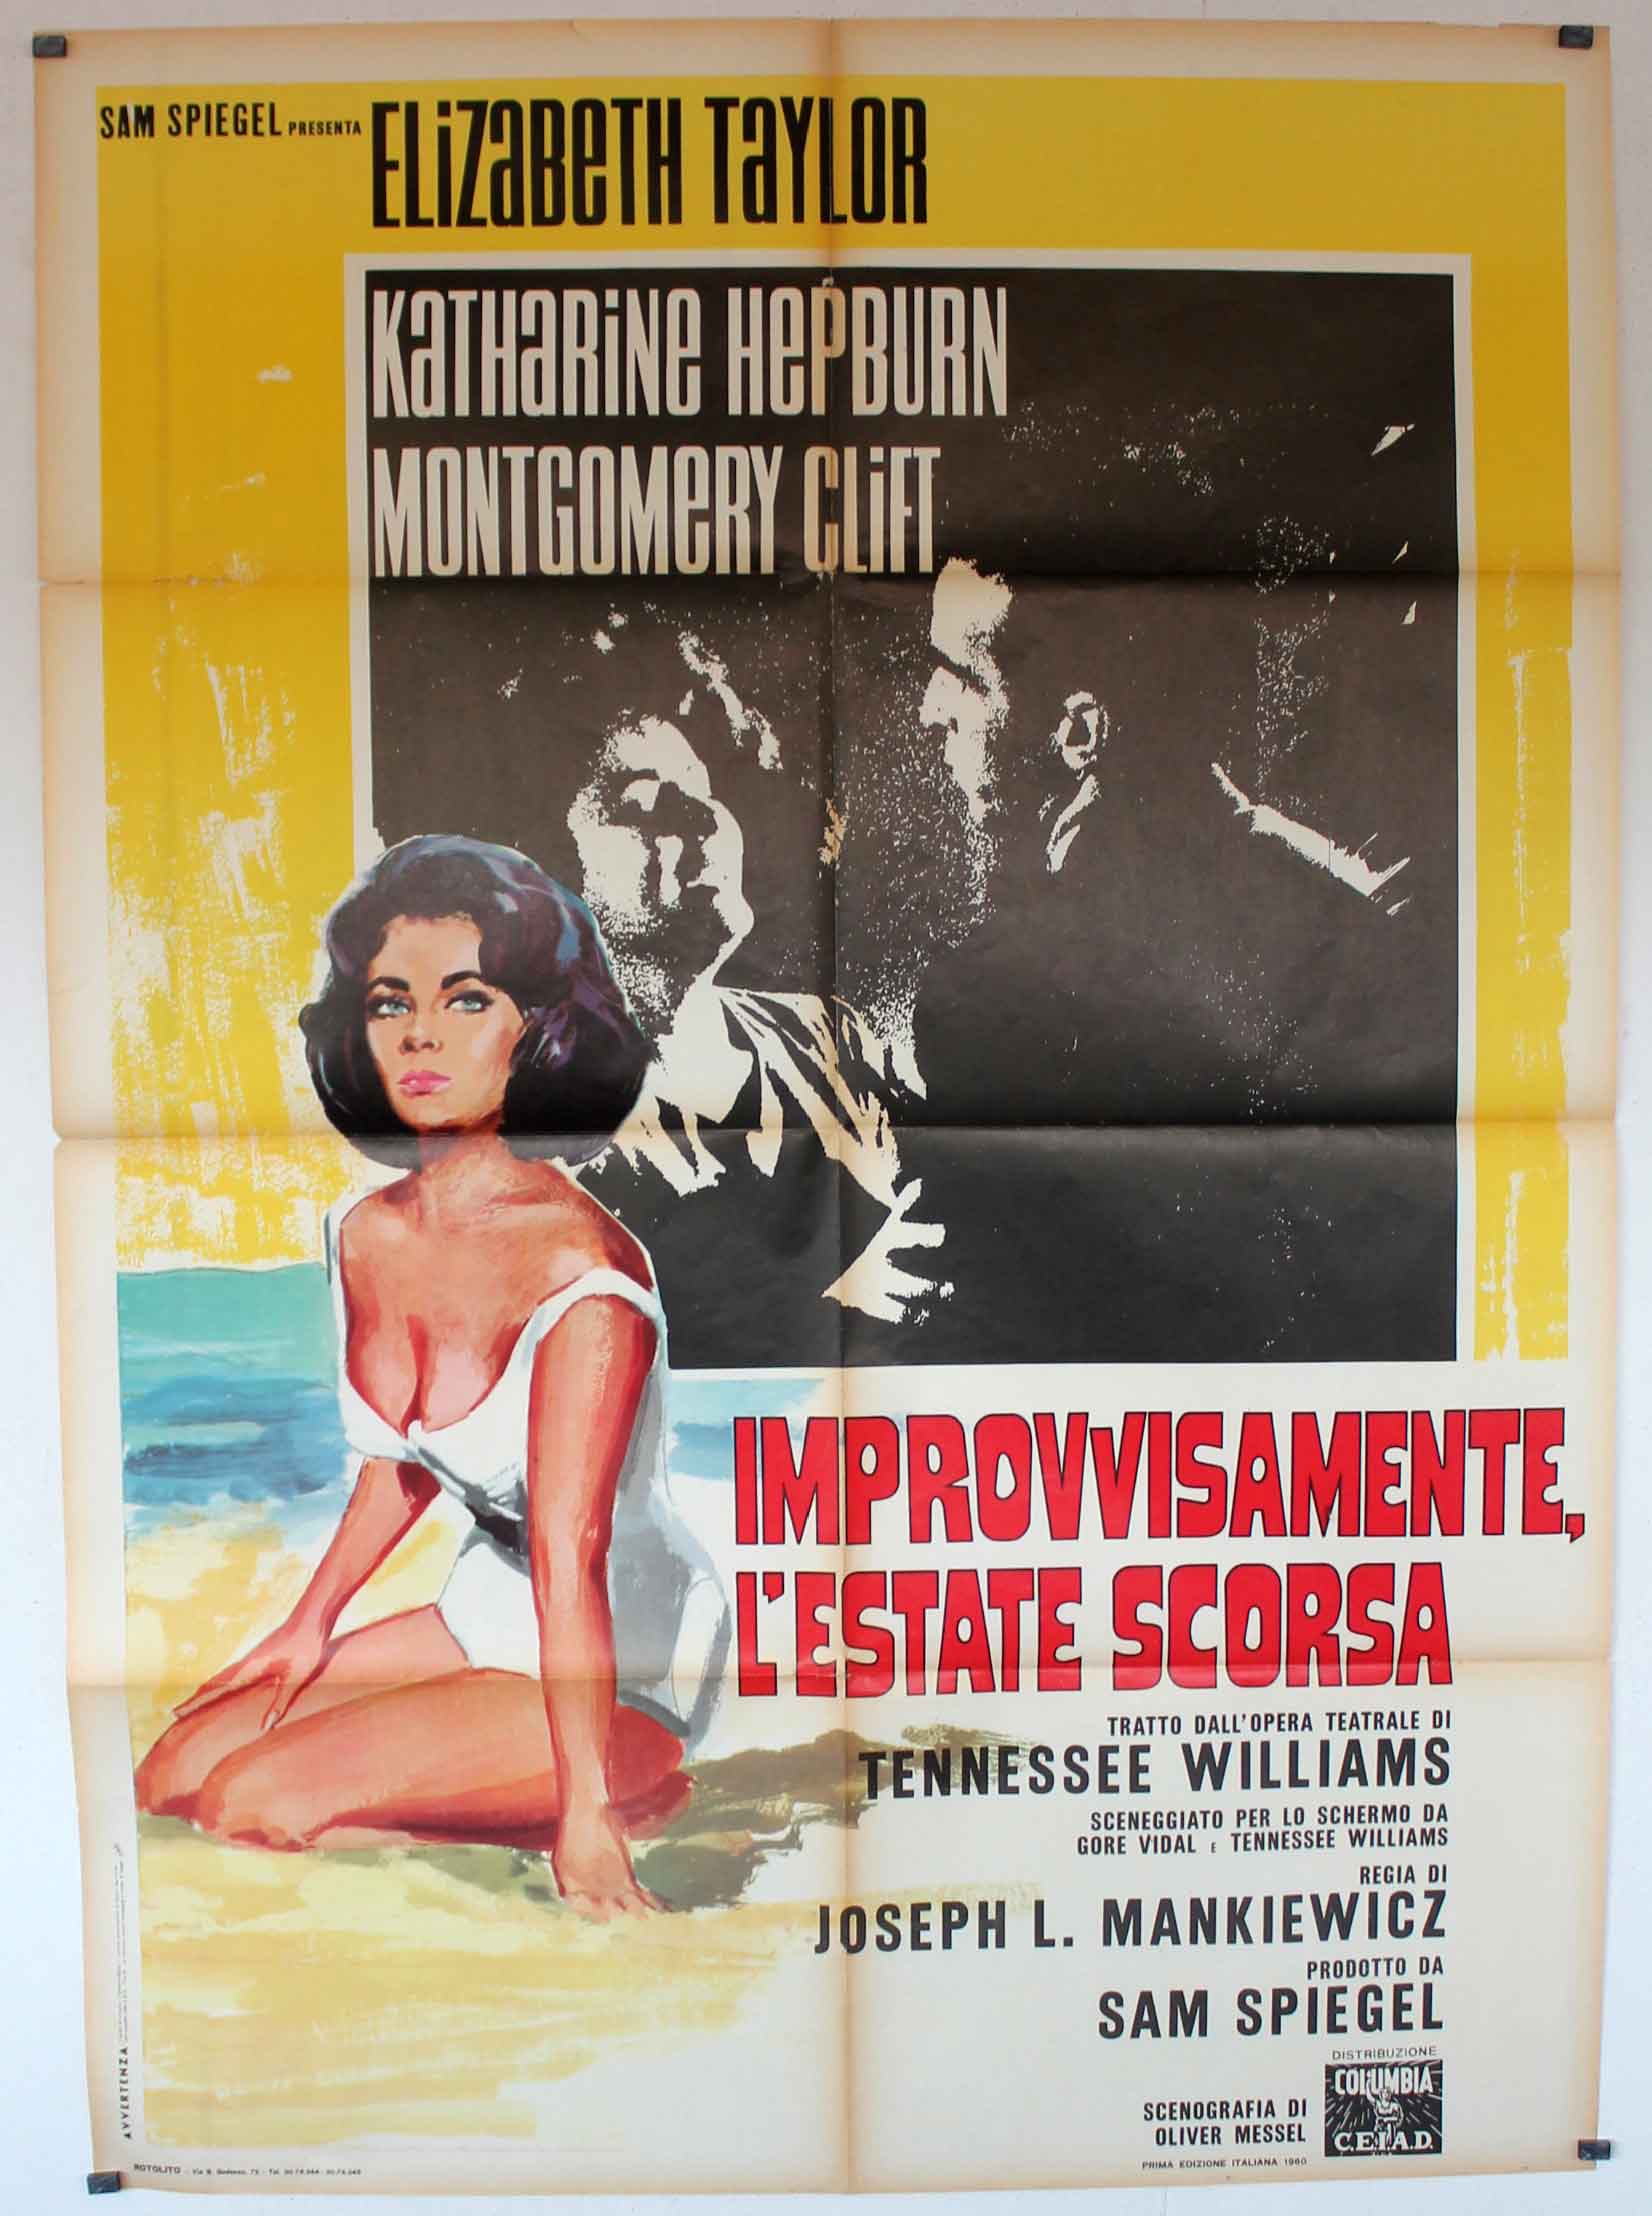 SAM SPIEGEL PRESENTA
ELIZABETH TAYLOR
KATHARINE HEPBURN
MONTGOMERY CLIFT
IMPROVVISAMENTE,
L'ESTATE SCORSA
TRATTO DALL'OPERA TEATRALE DI
TENNESSEE WILLIAMS
SCENEGGIATO PER LO SCHERMO DA
GORE VIDAL E TENNESSEE WILLIAMS
REGIA DI
JOSEPH L. MANKIEWICZ
PRODOTTO DA
SAM SPIEGEL
DISTRIBUZIONE
COLUMBIA
C.E.I.A.D.
SCENOGRAFIA DI
OLIVER MESSEL
PRIMA EDIZIONE ITALIANA 1960
AVVERTENZA
ROTOLITO - Via